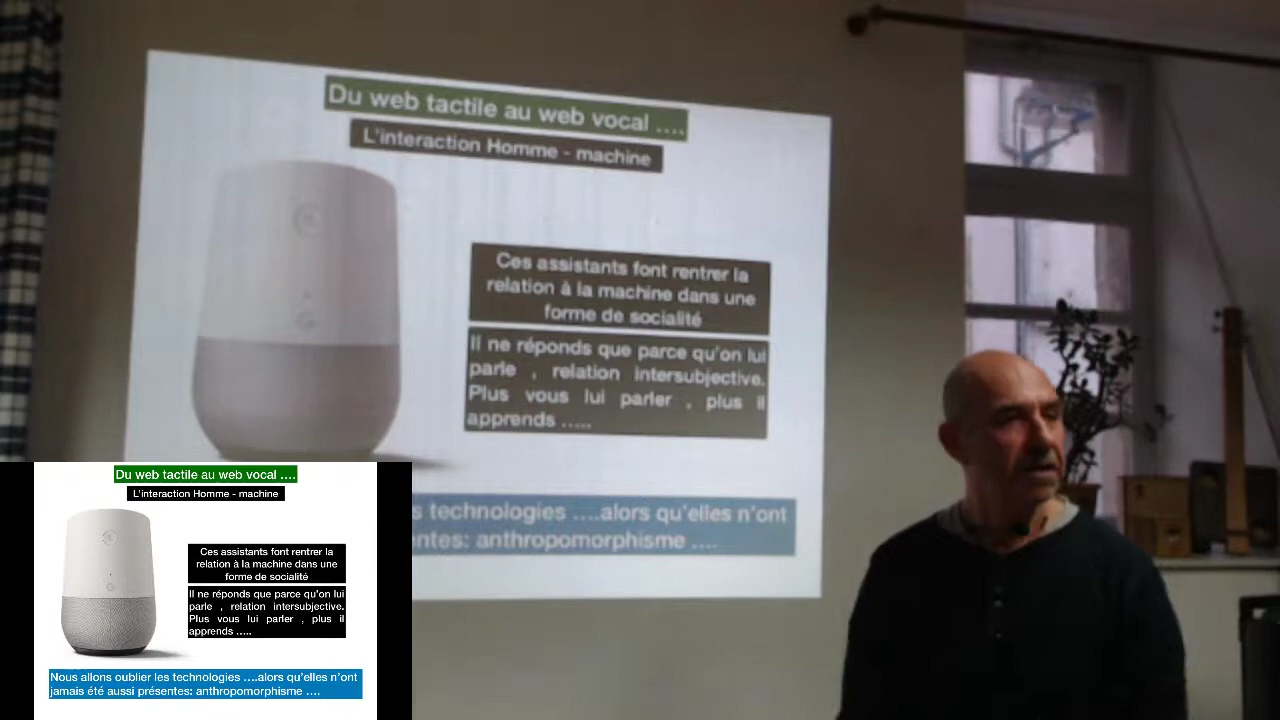 Du web tactile au web vocal ....
L'interaction Homme - machine
Ces assistants font rentrer la
relation à la machine dans une
forme de socialité
Il ne réponds que parce qu'on lui
parle , relation intersubjective.
Plus vous lui parler , plus il
apprends .....
s technologies ....alors qu'elles n'ont
ntes: anthropomorphisme ....
Du web tactile au web vocal ....
L'interaction Homme - machine
Ces assistants font rentrer la
relation à la machine dans une
forme de socialité
Il ne réponds que parce qu'on lui
parle , relation intersubjective.
Plus vous lui parler , plus il
apprends .....
Nous allons oublier les technologies ....alors qu'elles n'ont
jamais été aussi présentes: anthropomorphisme ....